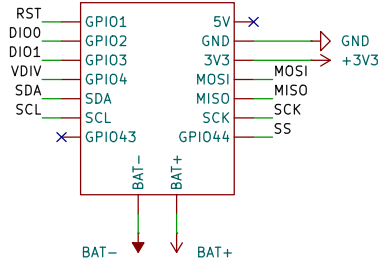 RST GPIO1 5V
DIO0 GPIO2 GND GND
DIO1 GPIO3 3V3 +3V3
VDIV GPIO4 MOSI MOSI
SDA SDA MISO MISO
SCL SCL SCK SCK
GPIO43 GPIO44 SS
BAT- BAT+
BAT- BAT+